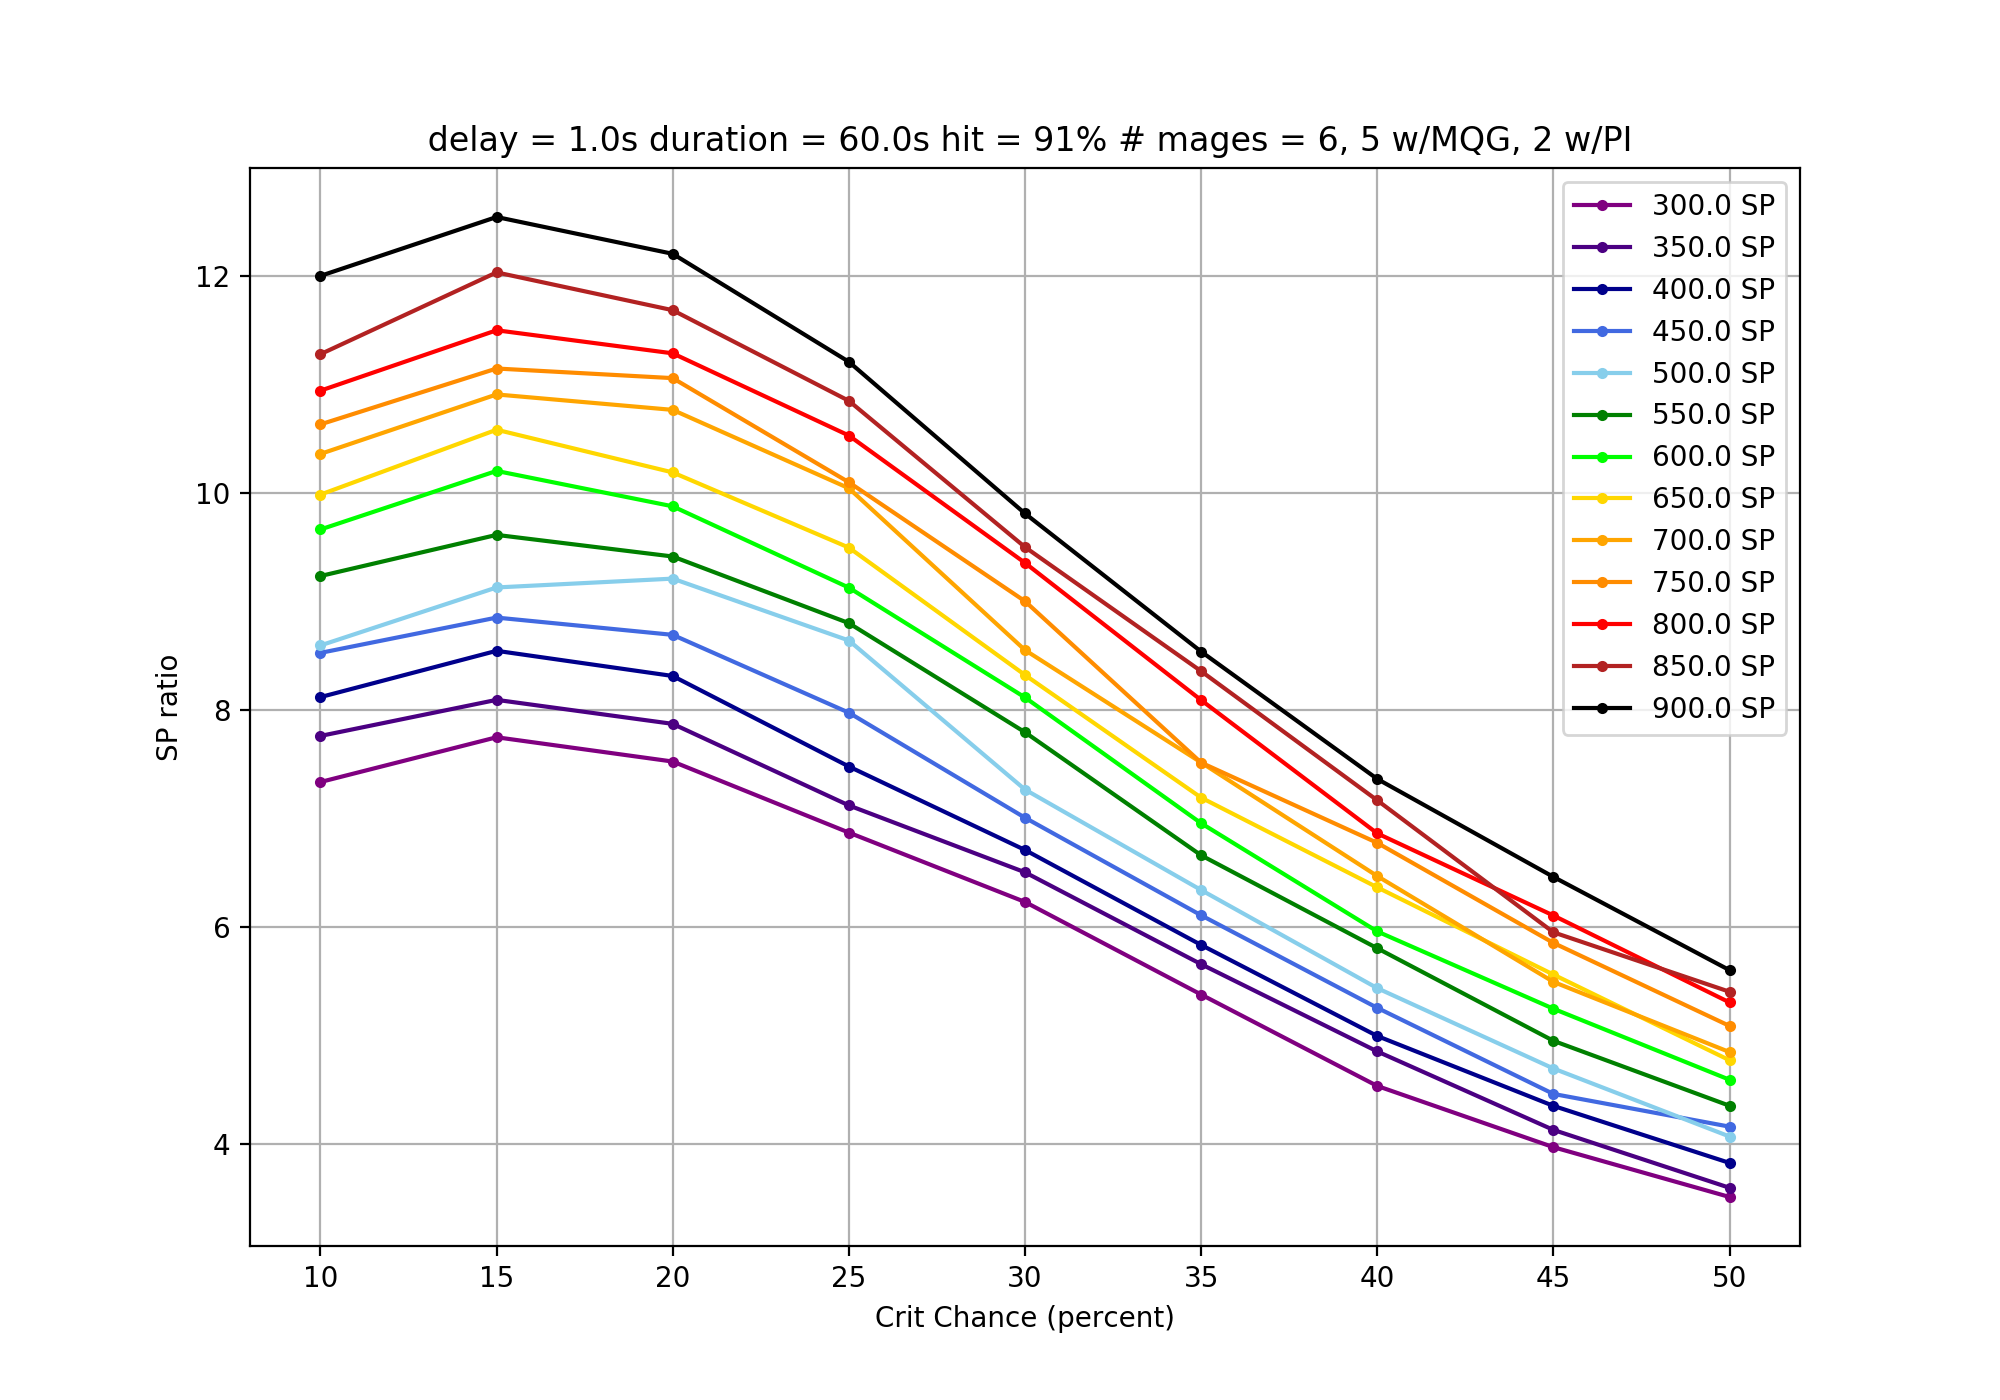 delay = 1.0s duration = 60.0s hit = 91% # mages = 6, 5 w/MQG, 2 w/PI
300.0 SP
350.0 SP
400.0 SP
450.0 SP
500.0 SP
550.0 SP
600.0 SP
650.0 SP
700.0 SP
750.0 SP
800.0 SP
850.0 SP
900.0 SP
12
10
8
6
4
SP ratio
10 15 20 25 30 35 40 45 50
Crit Chance (percent)